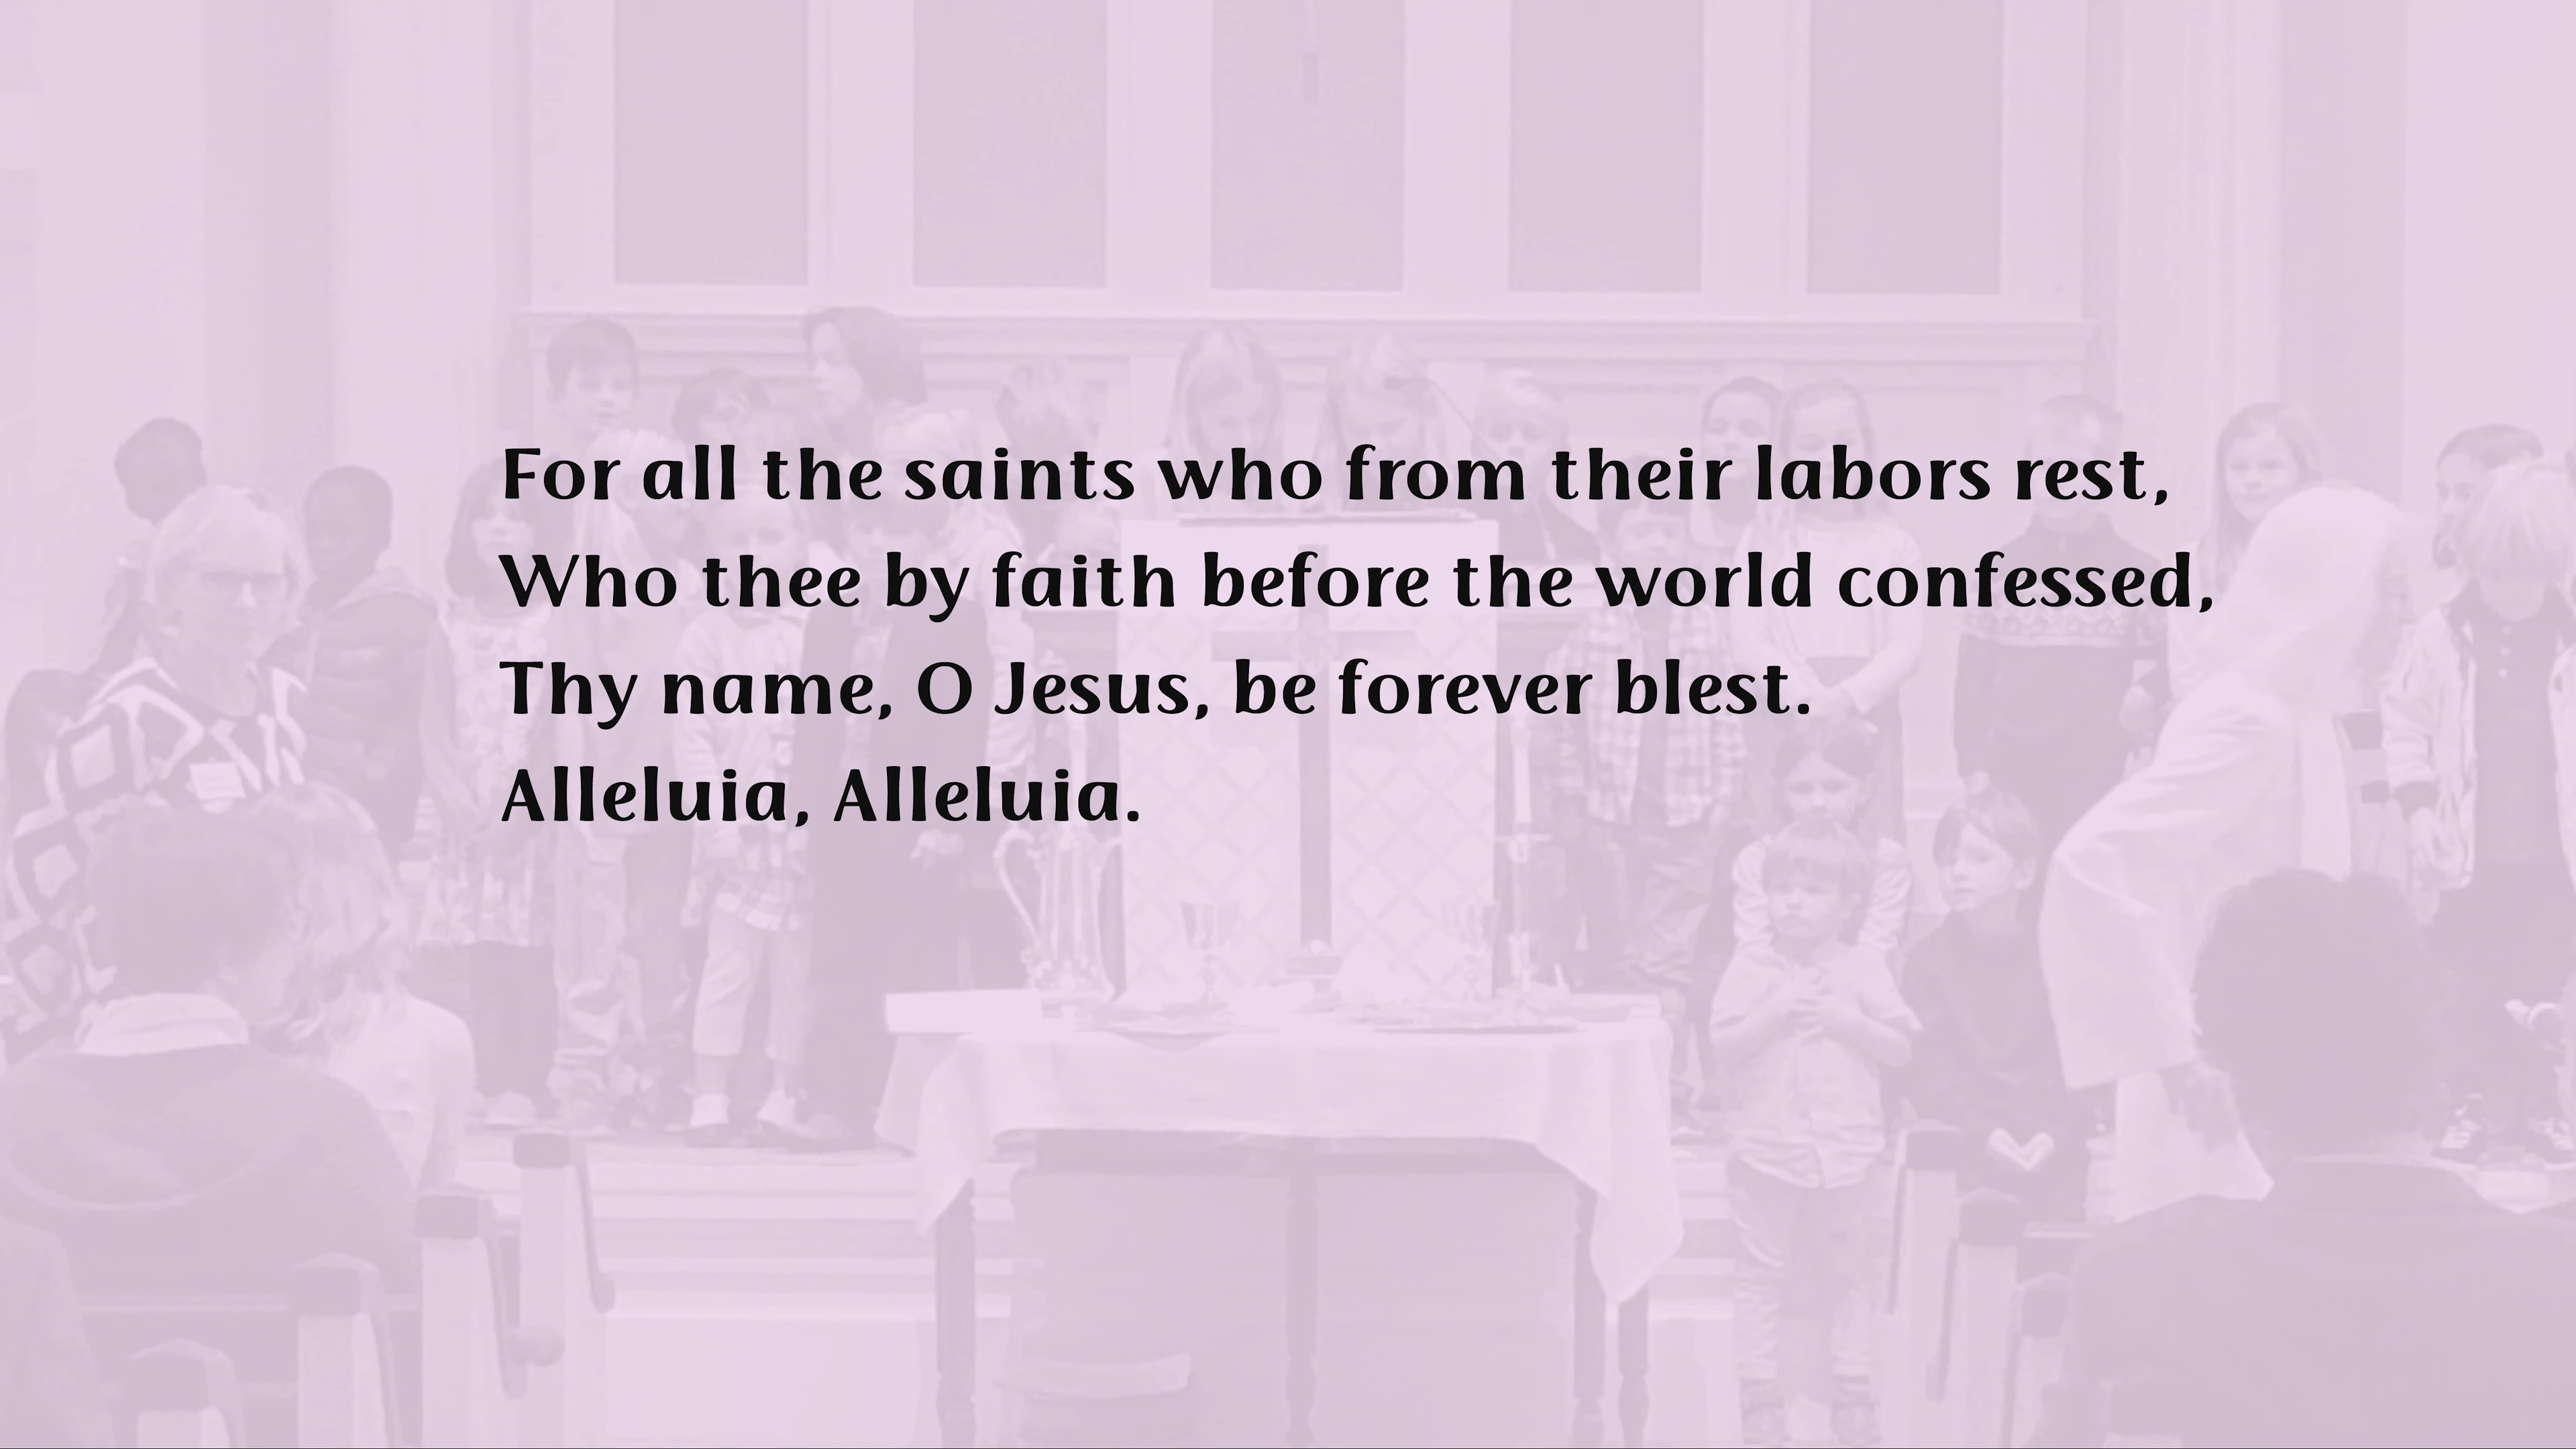 For all the saints who from their labors rest,
Who thee by faith before the world confessed,
Thy name, O Jesus, be forever blest.
Alleluia, Alleluia.